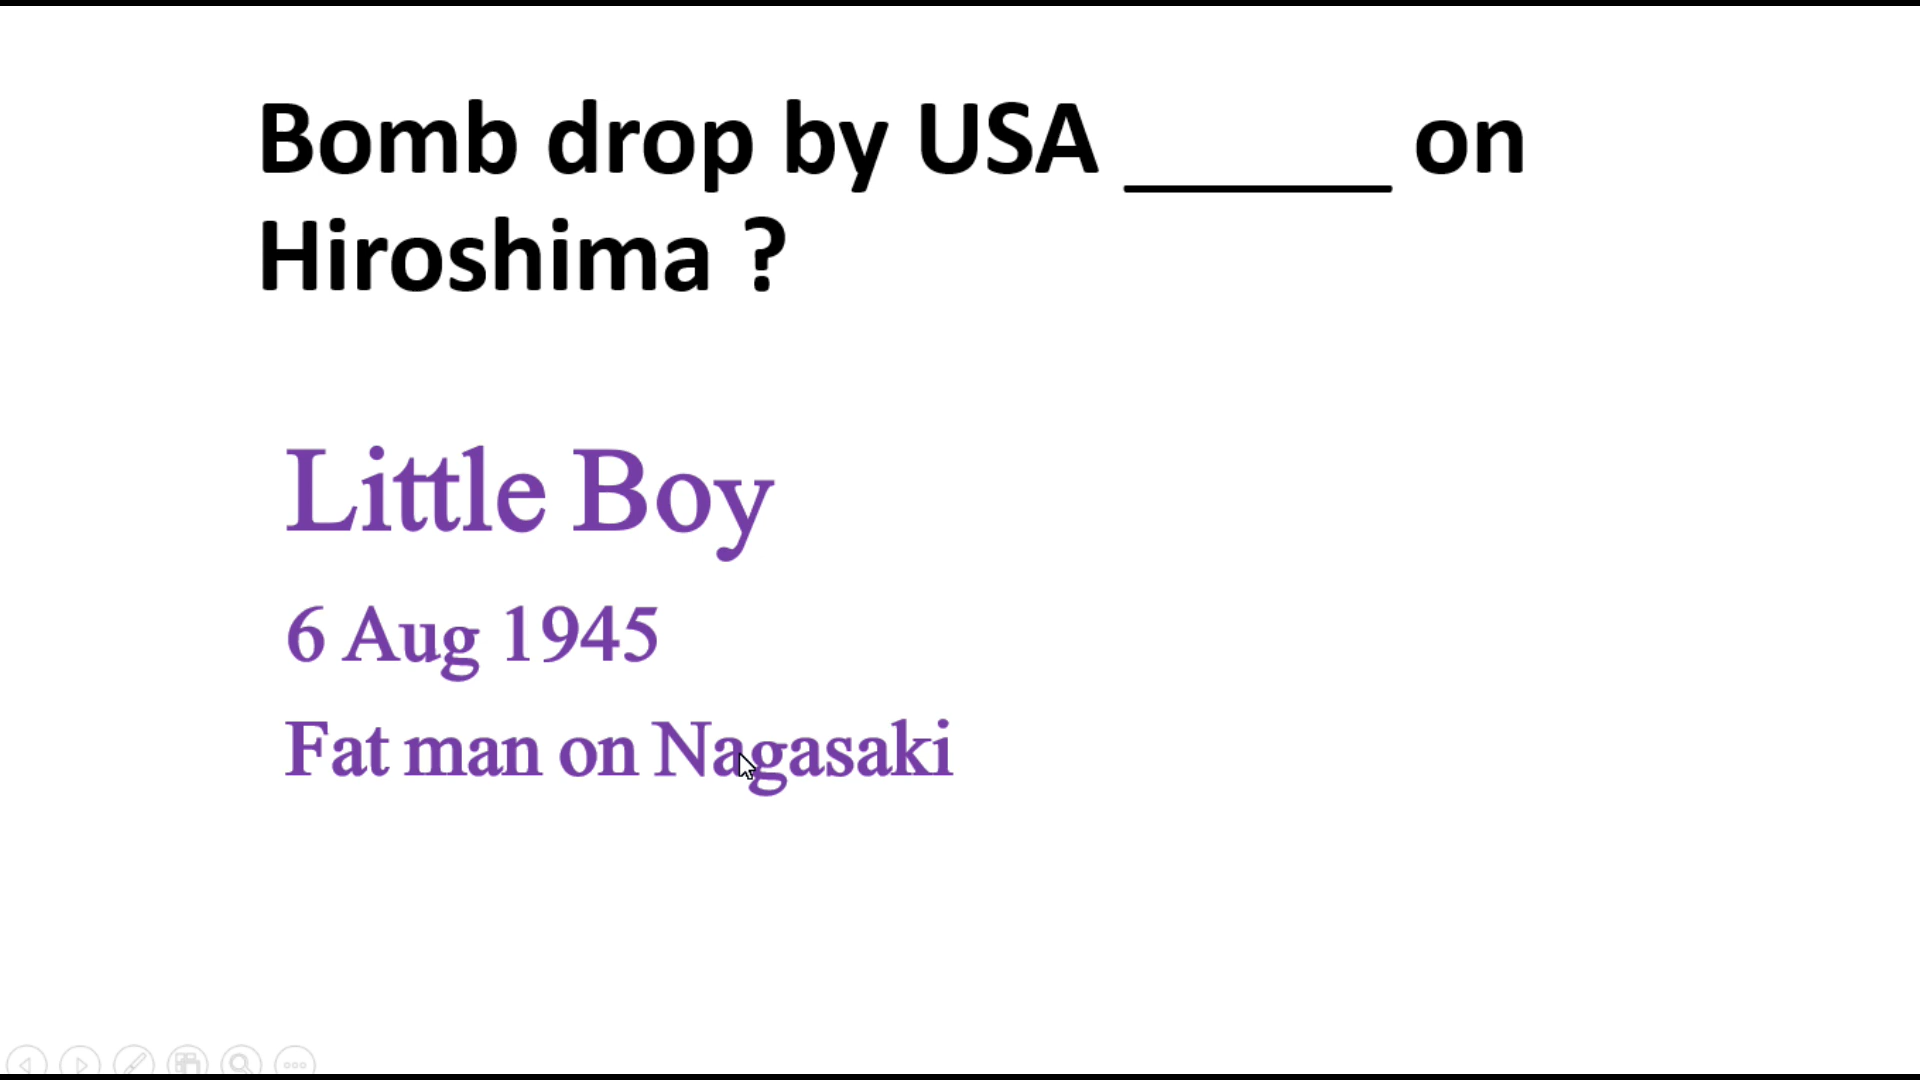 Bomb drop by USA ______ on
Hiroshima ?
Little Boy
6 Aug 1945
Fat man on Nagasaki